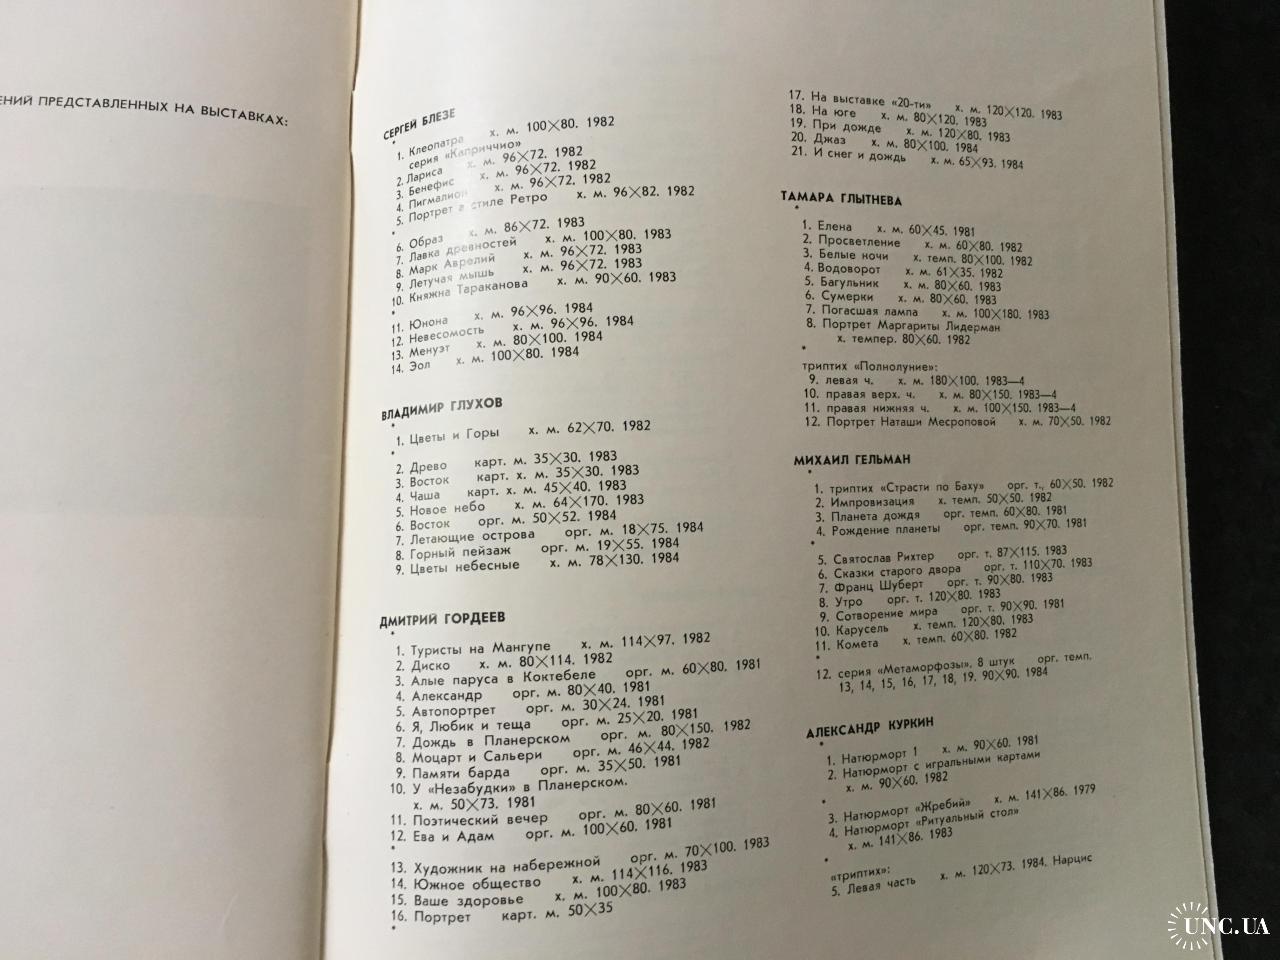 ЕНИЙ ПРЕДСТАВЛЕННЫХ НА ВЫСТАВКАХ:
СЕРГЕЙ БЛЕЗЕ
*
1. Клеопатра х. м. 100×80. 1982
серия «Каприччио»
2. Лариса х. м. 96×72. 1982
3. Бенефис х. м. 96×72. 1982
4. Пигмалион х. м. 96×72. 1982
5. Портрет в стиле Ретро х. м. 96×82. 1982
*
6. Образ х. м. 86×72. 1983
7. Лавка древностей х. м. 100×80. 1983
8. Марк Аврелий х. м. 96×72. 1983
9. Летучая мышь х. м. 96×72. 1983
10. Княжна Тараканова х. м. 90×60. 1983
*
11. Юнона х. м. 96×96. 1984
12. Невесомость х. м. 96×96. 1984
13. Менуэт х. м. 80×100. 1984
14. Эол х. м. 100×80. 1984
ВЛАДИМИР ГЛУХОВ
*
1. Цветы и Горы х. м. 62×70. 1982
*
2. Древо карт. м. 35×30. 1983
3. Восток карт. х. м. 35×30. 1983
4. Чаша карт. х. м. 45×40. 1983
5. Новое небо х. м. 64×170. 1983
6. Восток орг. м. 50×52. 1984
7. Летающие острова орг. м. 18×75. 1984
8. Горный пейзаж орг. м. 19×55. 1984
9. Цветы небесные х. м. 78×130. 1984
ДМИТРИЙ ГОРДЕЕВ
*
1. Туристы на Мангупе х. м. 114×97. 1982
2. Диско х. м. 80×114. 1982
3. Алые паруса в Коктебеле орг. м. 60×80. 1981
4. Александр орг. м. 80×40. 1981
5. Автопортрет орг. м. 30×24. 1981
6. Я, Любик и теща орг. м. 25×20. 1981
7. Дождь в Планерском орг. м. 80×150. 1982
8. Моцарт и Сальери орг. м. 46×44. 1982
9. Памяти барда орг. м. 35×50. 1981
10. У «Незабудки» в Планерском.
х. м. 50×73. 1981
11. Поэтический вечер орг. м. 80×60. 1981
12. Ева и Адам орг. м. 100×60. 1981
*
13. Художник на набережной орг. м. 70×100. 1983
14. Южное общество х. м. 114×116. 1983
15. Ваше здоровье х. м. 100×80. 1983
16. Портрет карт. м. 50×35
*
17. На выставке «20-ти» х. м. 120×120. 1983
18. На юге х. м. 80×120. 1983
19. При дожде х. м. 120×80. 1983
20. Джаз х. м. 80×100. 1984
21. И снег и дождь х. м. 65×93. 1984
ТАМАРА ГЛЫТНЕВА
*
1. Елена х. м. 60×45. 1981
2. Просветление х. м. 60×80. 1982
3. Белые ночи х. темп. 80×100. 1982
4. Водоворот х. м. 61×35. 1982
5. Багульник х. м. 80×60. 1983
6. Сумерки х. м. 80×60. 1983
7. Погасшая лампа х. м. 100×180. 1983
8. Портрет Маргариты Лидерман
х. темпер. 80×60. 1982
*
триптих «Полнолуние»:
9. левая ч. х. м. 180×100. 1983—4
10. правая верх. ч. х. м. 80×150. 1983—4
11. правая нижняя ч. х. м. 100×150. 1983—4
12. Портрет Наташи Месроповой х. м. 70×50. 1982
МИХАИЛ ГЕЛЬМАН
*
1. триптих «Страсти по Баху» орг. т., 60×50. 1982
2. Импровизация х. темп. 50×50. 1982
3. Планета дождя орг. темп. 60×80. 1981
4. Рождение планеты орг. темп. 90×70. 1981
*
5. Святослав Рихтер орг. т. 87×115. 1983
6. Сказки старого двора орг. т. 110×70. 1983
7. Франц Шуберт орг. т. 90×80. 1983
8. Утро орг. т. 120×80. 1983
9. Сотворение мира орг. т. 90×90. 1981
10. Карусель х. темп. 120×80. 1983
11. Комета х. темп. 60×80. 1982
*
12. серия «Метаморфозы». 8 штук орг. темп.
13, 14, 15, 16, 17, 18, 19. 90×90. 1984
АЛЕКСАНДР КУРКИН
*
1. Натюрморт 1 х. м. 90×60. 1981
2. Натюрморт с игральными картами
х. м. 90×60. 1982
*
3. Натюрморт «Жребий» х. м. 141×86. 1979
4. Натюрморт «Ритуальный стол»
х. м. 141×86. 1983
*
«триптих»:
5. Левая часть х. м. 120×73. 1984. Нарцис
UNC.UA